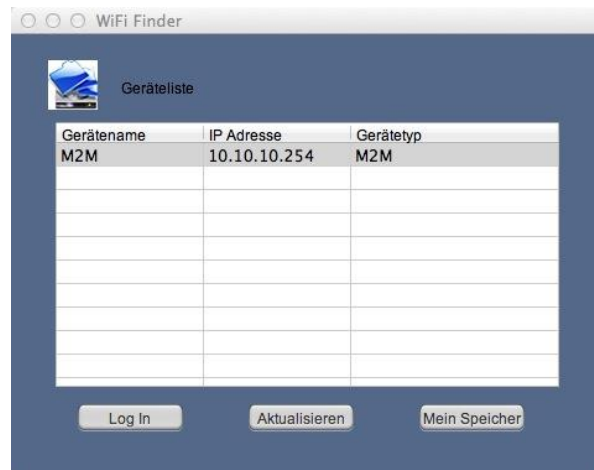 WiFi Finder
Geräteliste
Gerätename IP Adresse Gerätetyp
M2M 10.10.10.254 M2M
Log In Aktualisieren Mein Speicher